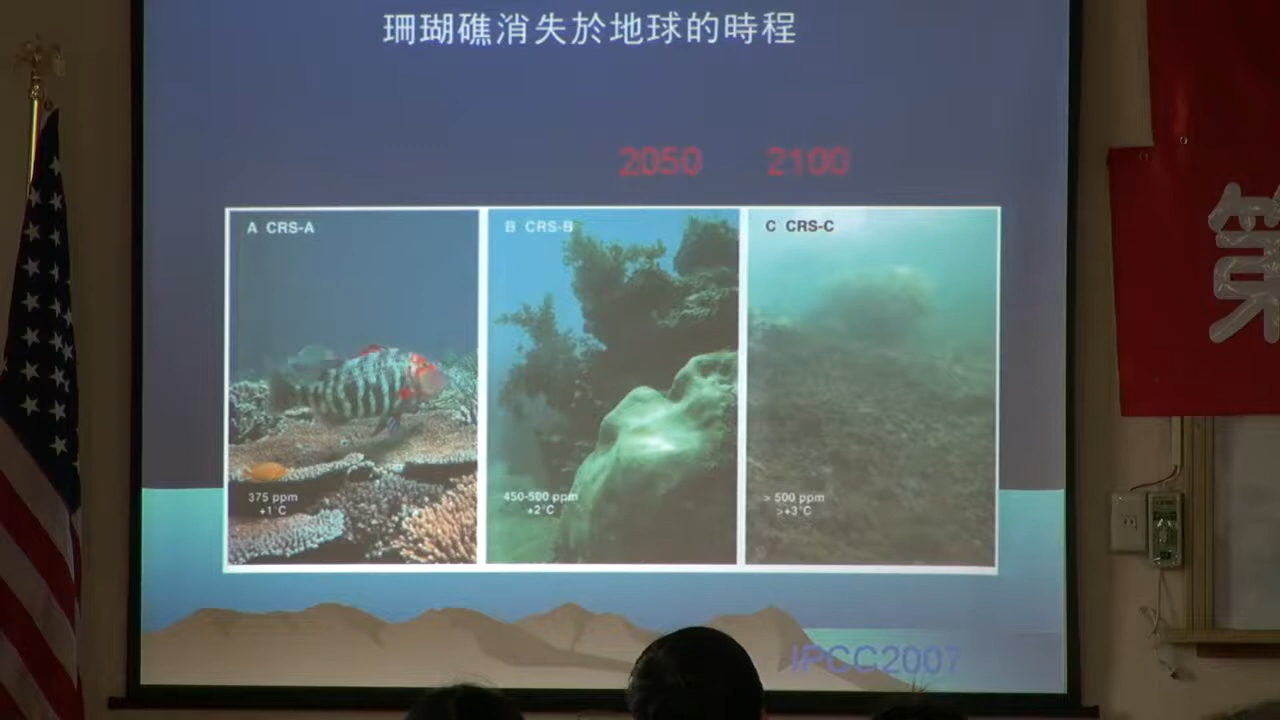 珊瑚礁消失於地球的時程
2050 2100
A CRS-A
B CRS-B
C CRS-C
375 ppm
+1°C
450-500 ppm
+2°C
> 500 ppm
>+3°C
IPCC2007
第